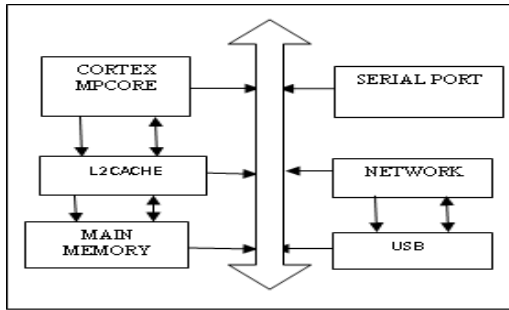 CORTEX
MPCORE
SERIAL PORT
L2CACHE
NETWORK
MAIN
MEMORY
USB